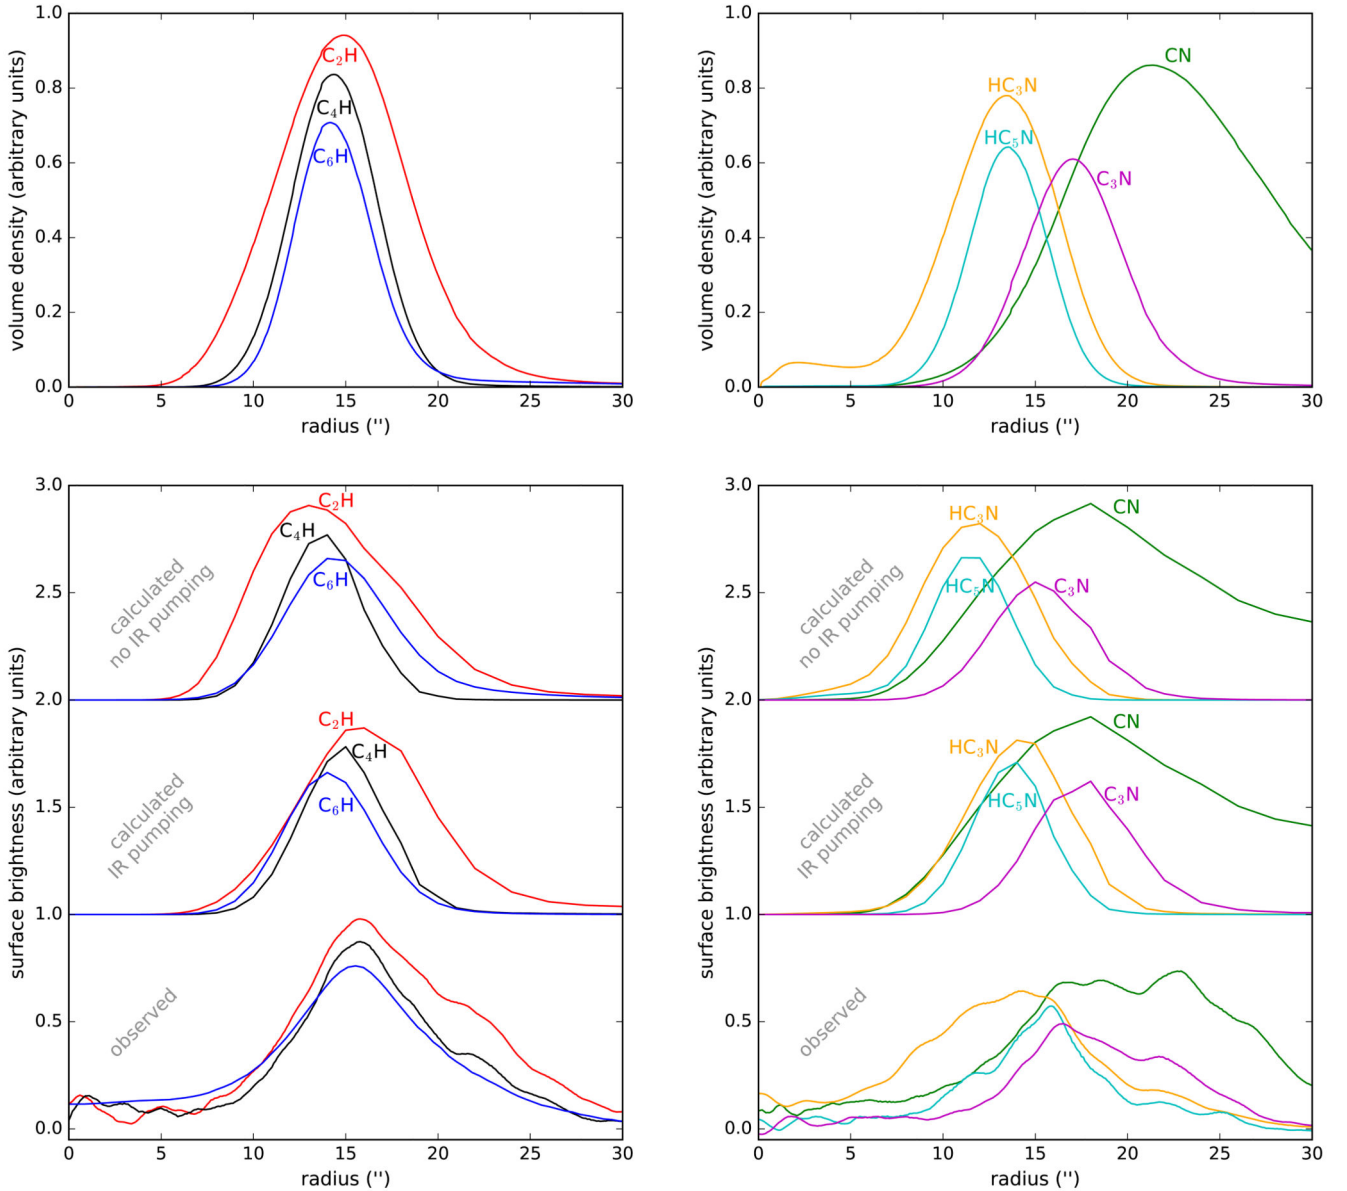 1.0
0.8
0.6
0.4
0.2
0.0
volume density (arbitrary units)
C₂H
C₄H
C₆H
0 5 10 15 20 25 30
radius ('')
1.0
0.8
0.6
0.4
0.2
0.0
volume density (arbitrary units)
CN
HC₃N
HC₅N
C₃N
0 5 10 15 20 25 30
radius ('')
3.0
2.5
2.0
1.5
1.0
0.5
0.0
surface brightness (arbitrary units)
C₂H
C₄H
C₆H
calculated
no IR pumping
C₂H
C₄H
C₆H
calculated
IR pumping
observed
0 5 10 15 20 25 30
radius ('')
3.0
2.5
2.0
1.5
1.0
0.5
0.0
surface brightness (arbitrary units)
HC₃N
CN
HC₅N
C₃N
calculated
no IR pumping
CN
HC₃N
HC₅N
C₃N
calculated
IR pumping
observed
0 5 10 15 20 25 30
radius ('')